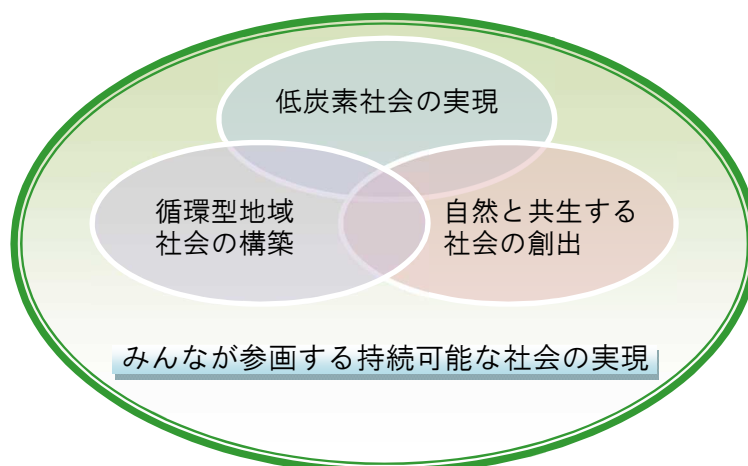 低炭素社会の実現
循環型地域
社会の構築
自然と共生する
社会の創出
みんなが参画する持続可能な社会の実現